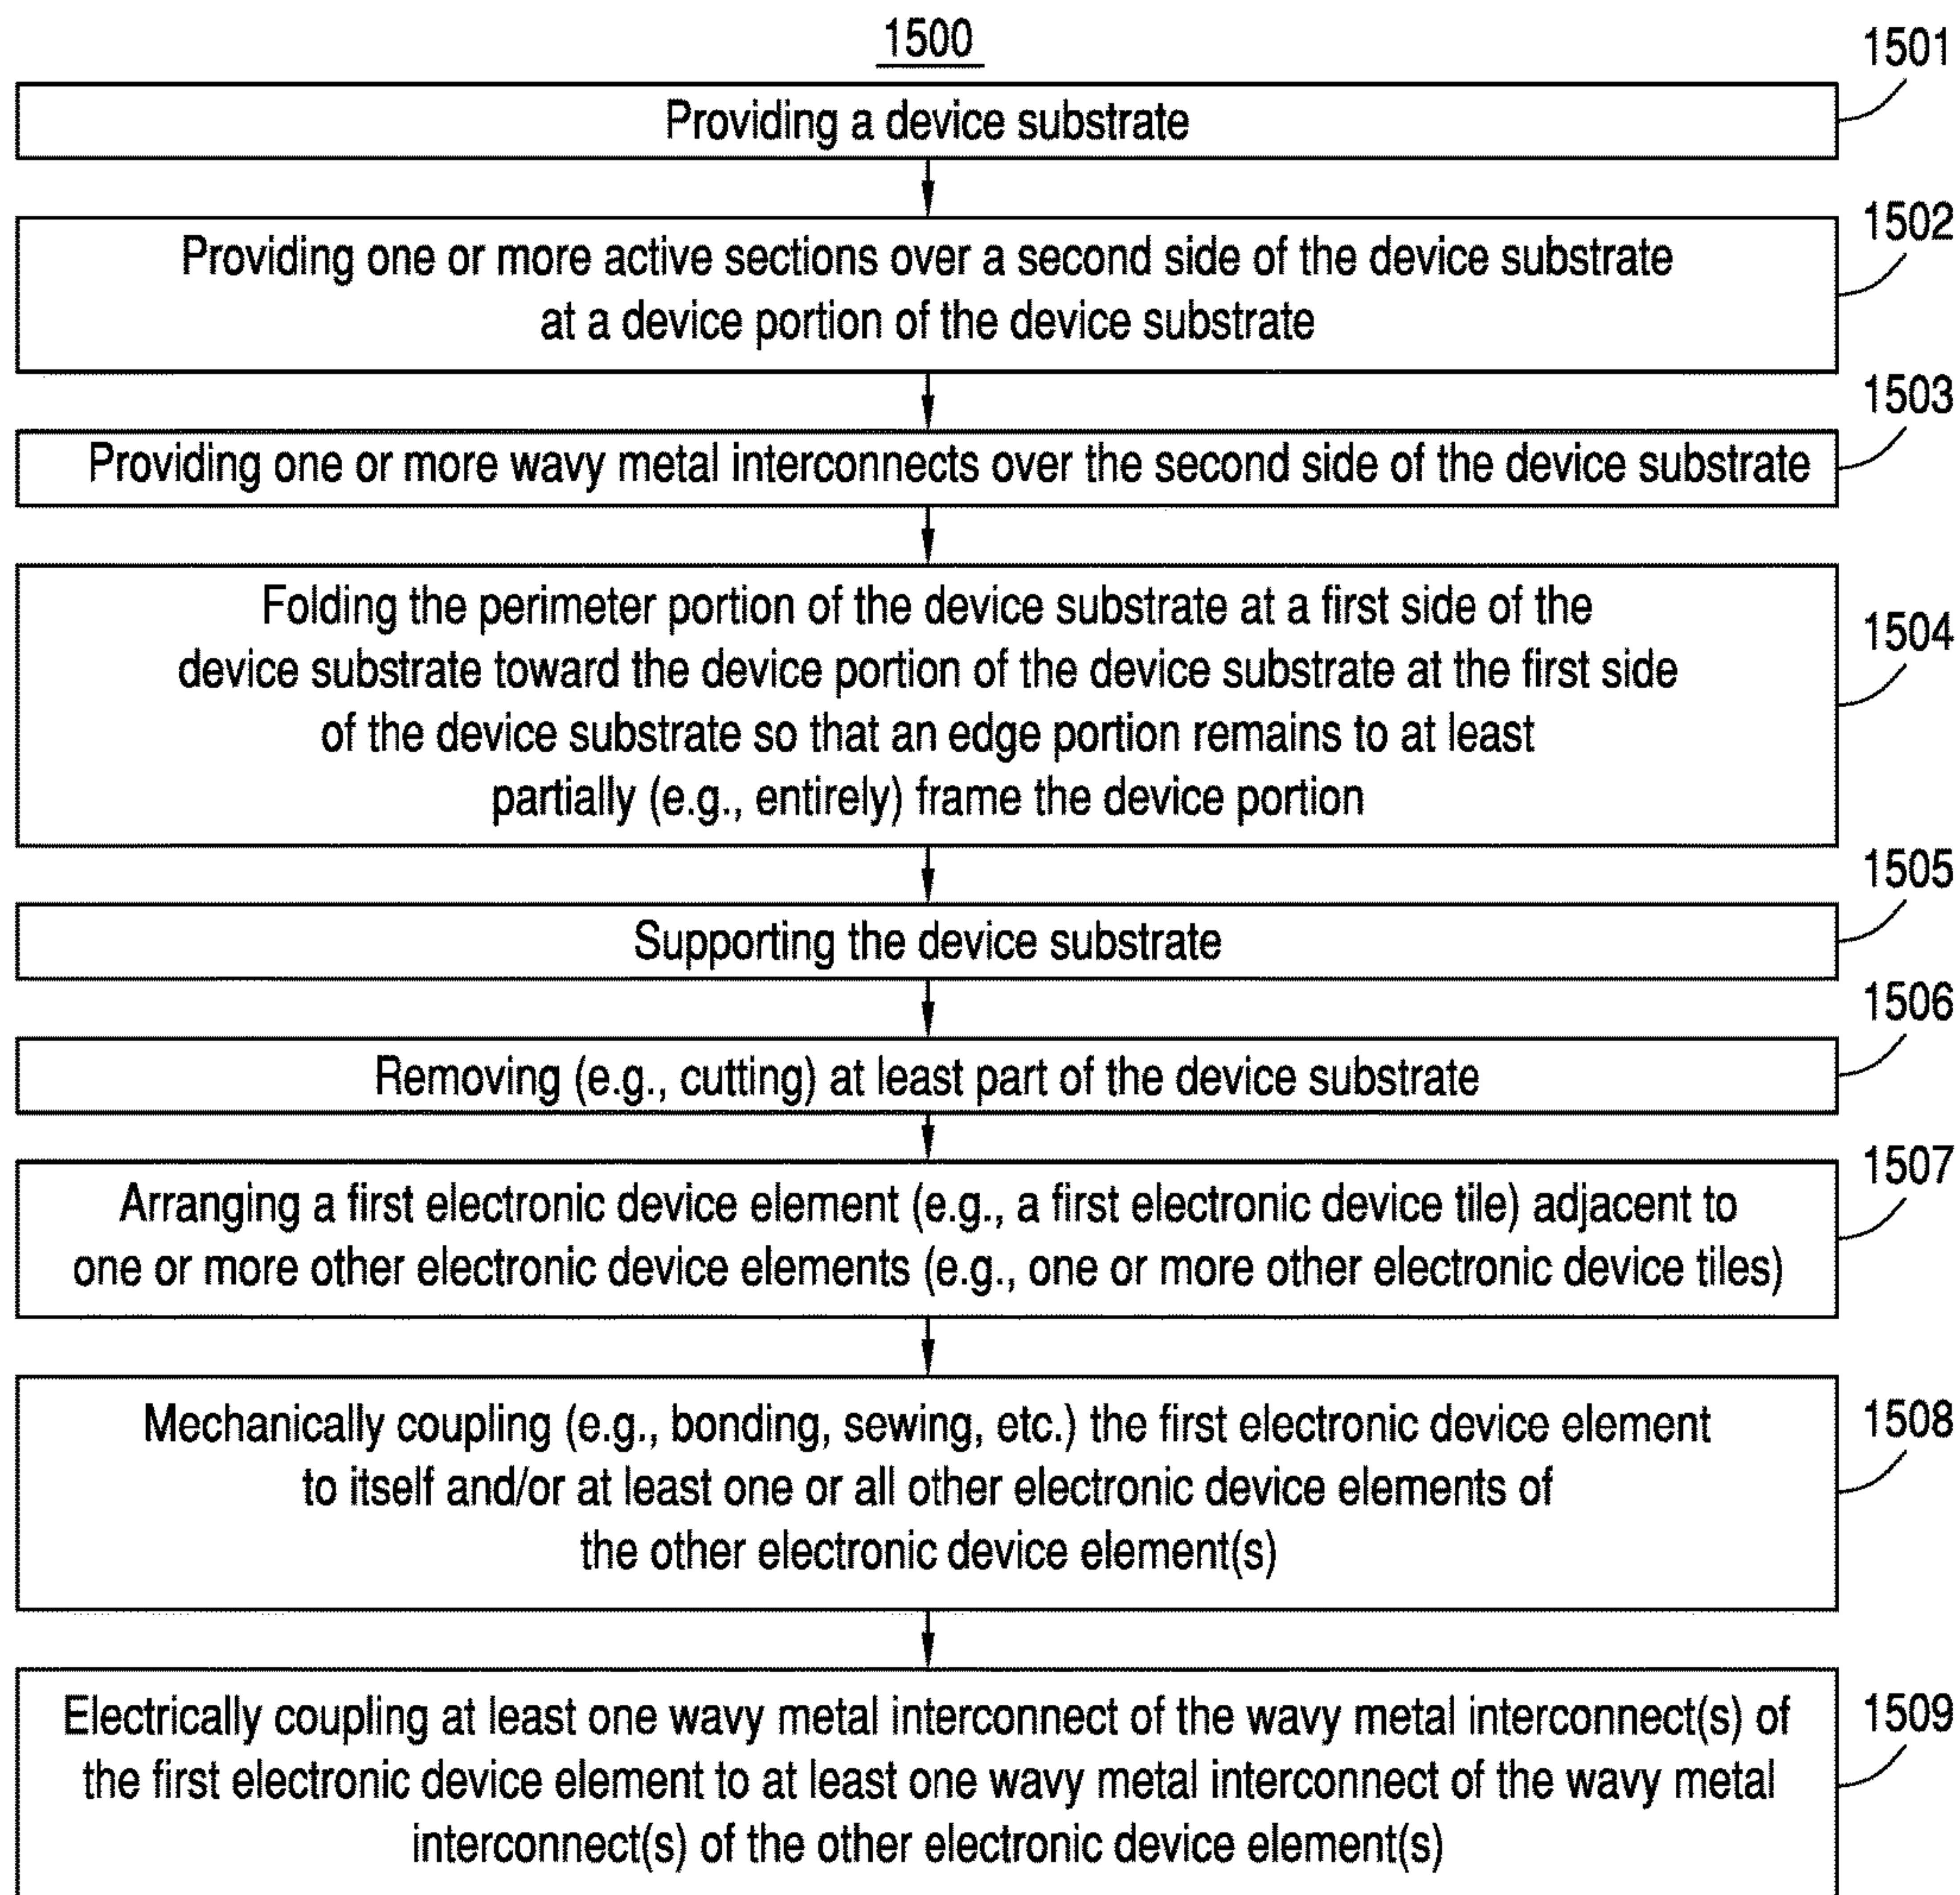 1500
1501
Providing a device substrate
1502
Providing one or more active sections over a second side of the device substrate
at a device portion of the device substrate
1503
Providing one or more wavy metal interconnects over the second side of the device substrate
1504
Folding the perimeter portion of the device substrate at a first side of the
device substrate toward the device portion of the device substrate at the first side
of the device substrate so that an edge portion remains to at least
partially (e.g., entirely) frame the device portion
1505
Supporting the device substrate
1506
Removing (e.g., cutting) at least part of the device substrate
1507
Arranging a first electronic device element (e.g., a first electronic device tile) adjacent to
one or more other electronic device elements (e.g., one or more other electronic device tiles)
1508
Mechanically coupling (e.g., bonding, sewing, etc.) the first electronic device element
to itself and/or at least one or all other electronic device elements of
the other electronic device element(s)
1509
Electrically coupling at least one wavy metal interconnect of the wavy metal interconnect(s) of
the first electronic device element to at least one wavy metal interconnect of the wavy metal
interconnect(s) of the other electronic device element(s)